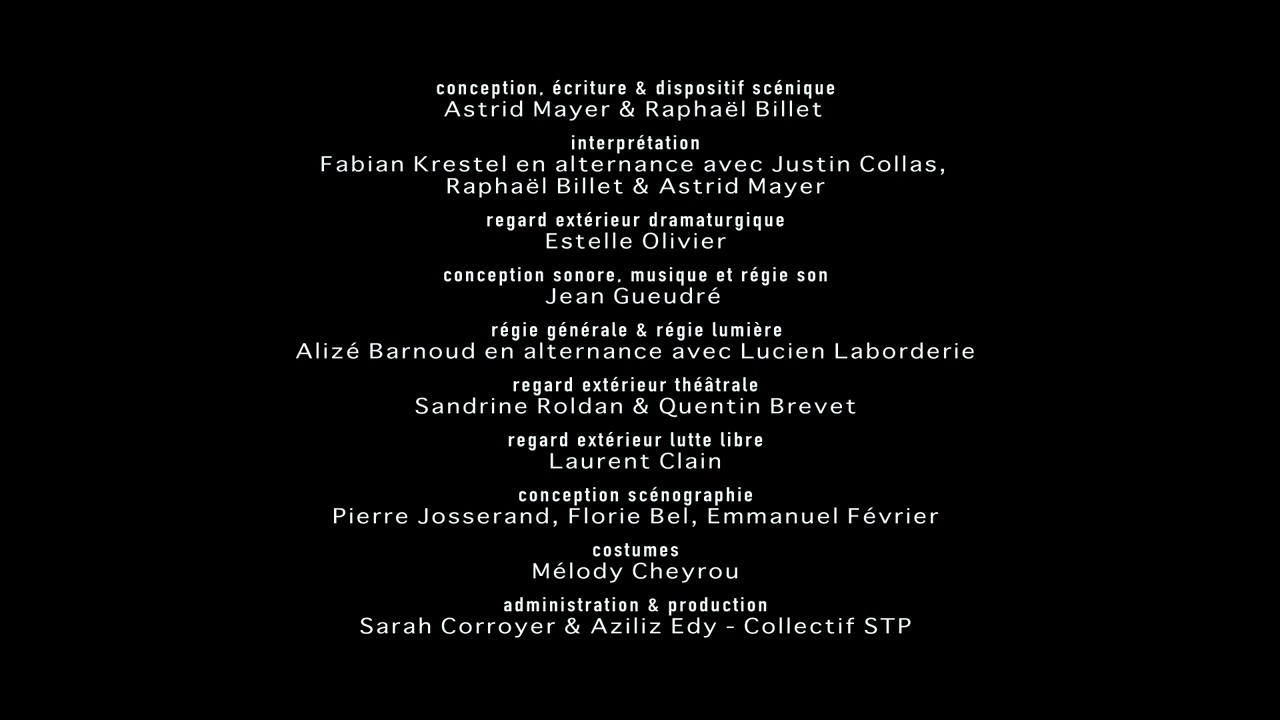 conception, écriture & dispositif scénique
Astrid Mayer & Raphaël Billet
interprétation
Fabian Krestel en alternance avec Justin Collas,
Raphaël Billet & Astrid Mayer
regard extérieur dramaturgique
Estelle Olivier
conception sonore, musique et régie son
Jean Gueudré
régie générale & régie lumière
Alizé Barnoud en alternance avec Lucien Laborderie
regard extérieur théâtrale
Sandrine Roldan & Quentin Brevet
regard extérieur lutte libre
Laurent Clain
conception scénographie
Pierre Josserand, Florie Bel, Emmanuel Février
costumes
Mélody Cheyrou
administration & production
Sarah Corroyer & Aziliz Edy - Collectif STP